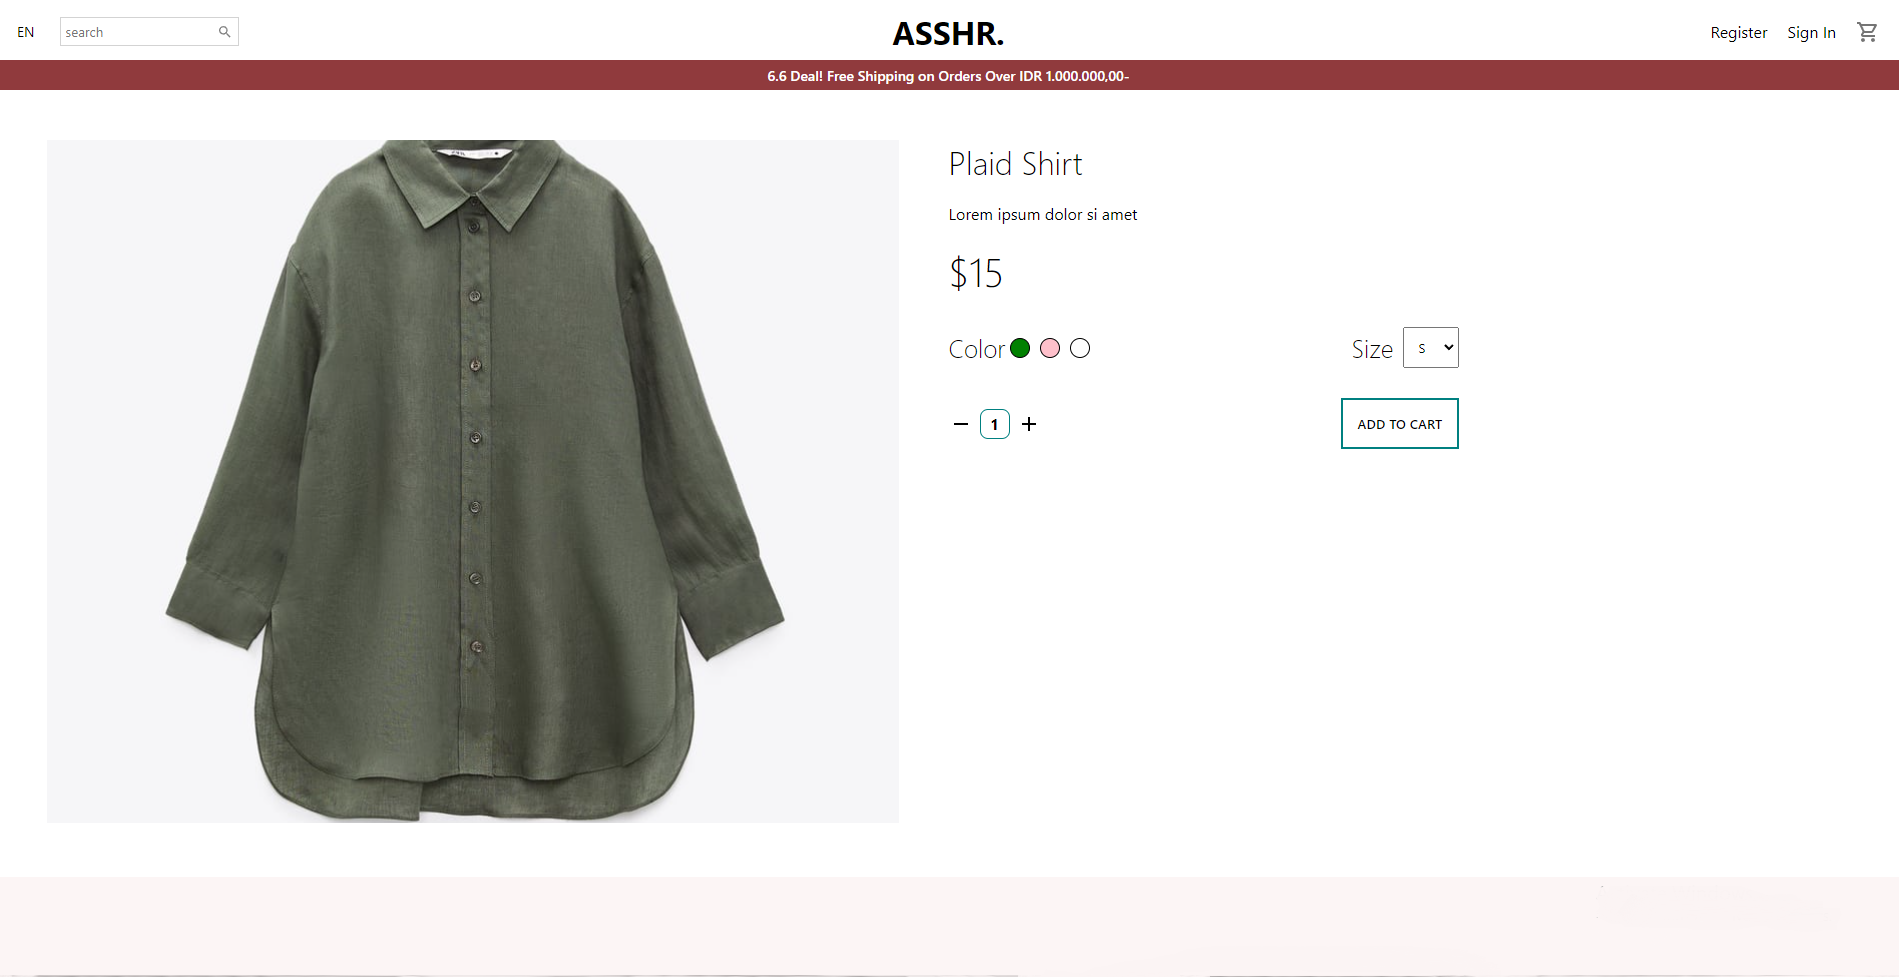 EN
search
ASSHR.
Register
Sign In
6.6 Deal! Free Shipping on Orders Over IDR 1.000.000,00-
Plaid Shirt
Lorem ipsum dolor si amet
$15
Color
Size
S
1
ADD TO CART